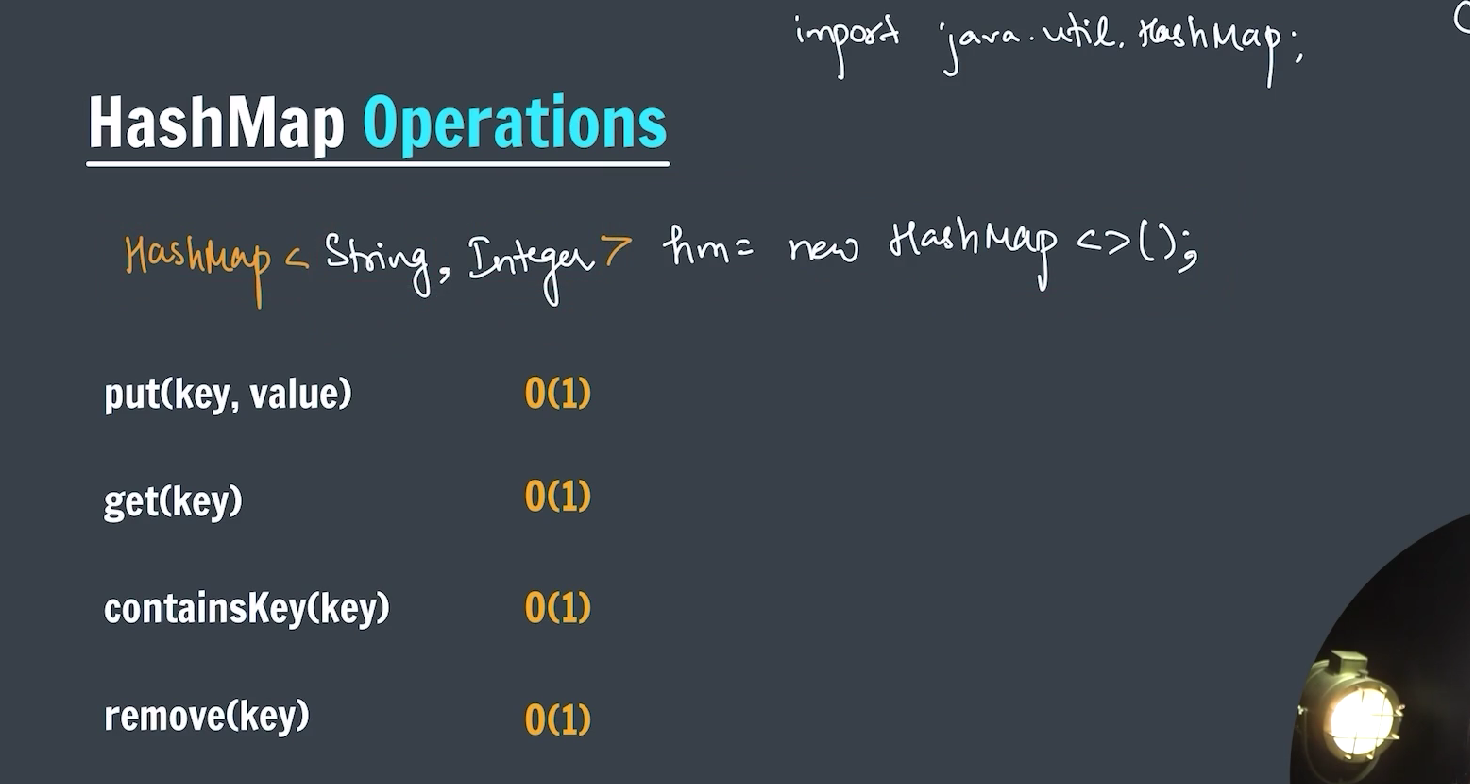 import java.util.HashMap;
HashMap Operations
HashMap < String, Integer > hm = new HashMap <>();
put(key, value) O(1)
get(key) O(1)
containsKey(key) O(1)
remove(key) O(1)